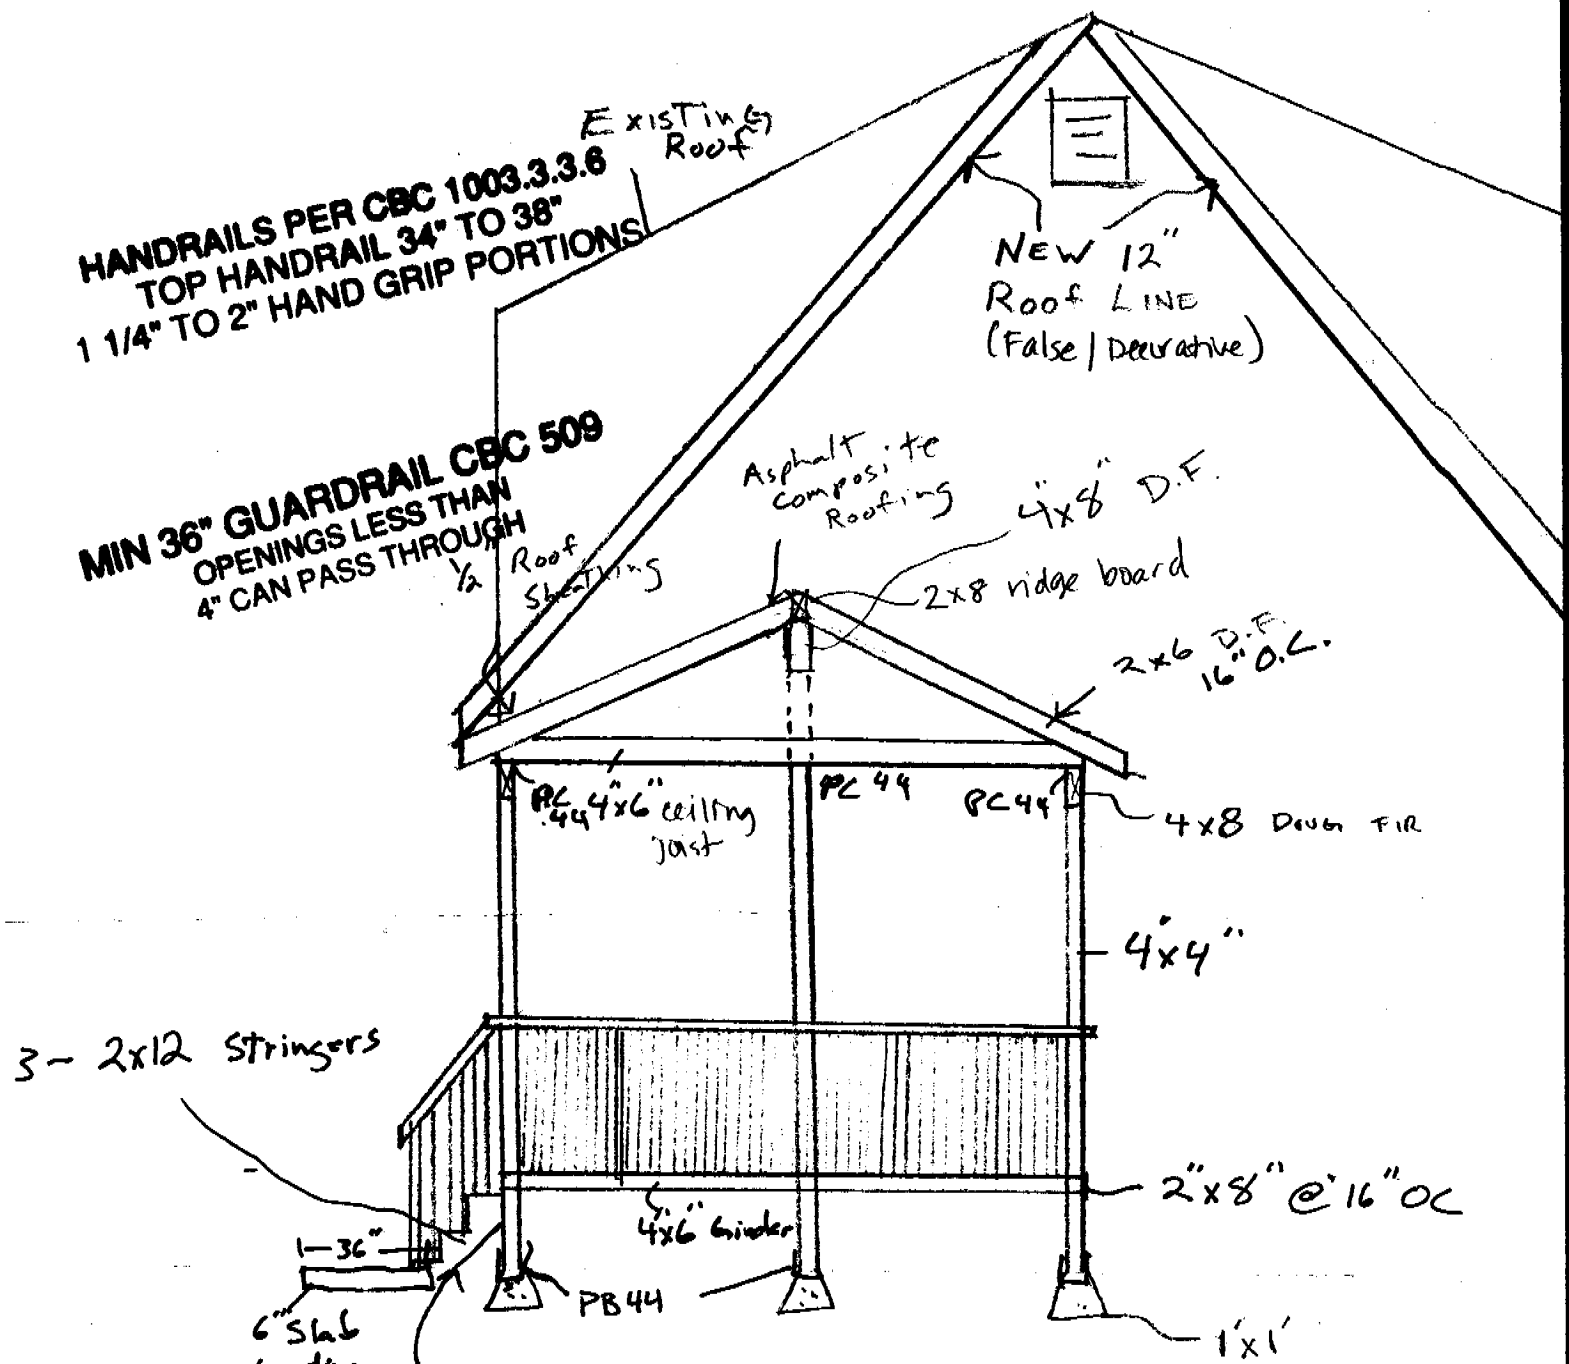 Existing
Roof
HANDRAILS PER CBC 1003.3.3.6
TOP HANDRAIL 34" TO 38"
1 1/4" TO 2" HAND GRIP PORTIONS
NEW 12"
Roof LINE
(False/Decorative)
MIN 36" GUARDRAIL CBC 509
OPENINGS LESS THAN
4" CAN PASS THROUGH
Asphalt
composite
Roofing
4"x8" D.F.
1/2" Roof
Sheathing
2x8 ridge board
2x6 D.F.
16" O.C.
PC 44
4"x6" ceiling
joist
PC 44
PC 44
4x8 DOUG FIR
4"x4"
3 - 2x12 Stringers
2"x8" @ 16" OC
4"x6" Girder
36"
PB44
6" Slab
1'x1'